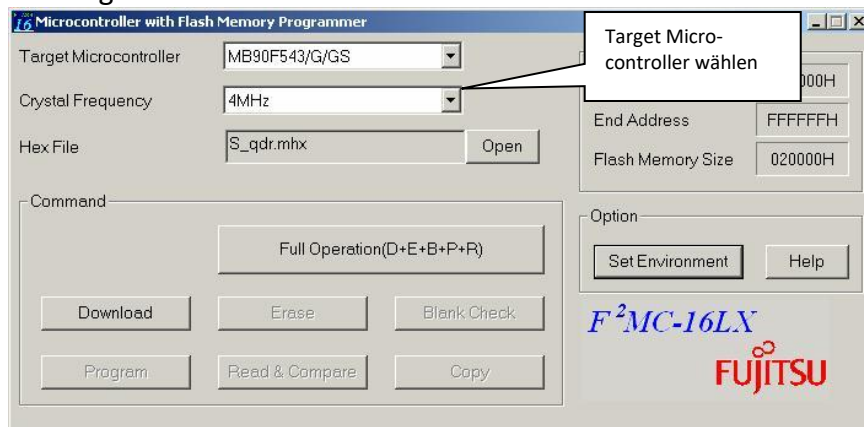 Microcontroller with Flash Memory Programmer
Target Micro-
controller wählen
Target Microcontroller
MB90F543/G/GS
Crystal Frequency
4MHz
Hex File
S_qdr.mhx
Open
End Address
FFFFFFH
Flash Memory Size
020000H
Command
Full Operation(D+E+B+P+R)
Download
Erase
Blank Check
Program
Read & Compare
Copy
Option
Set Environment
Help
F²MC-16LX
FUJITSU